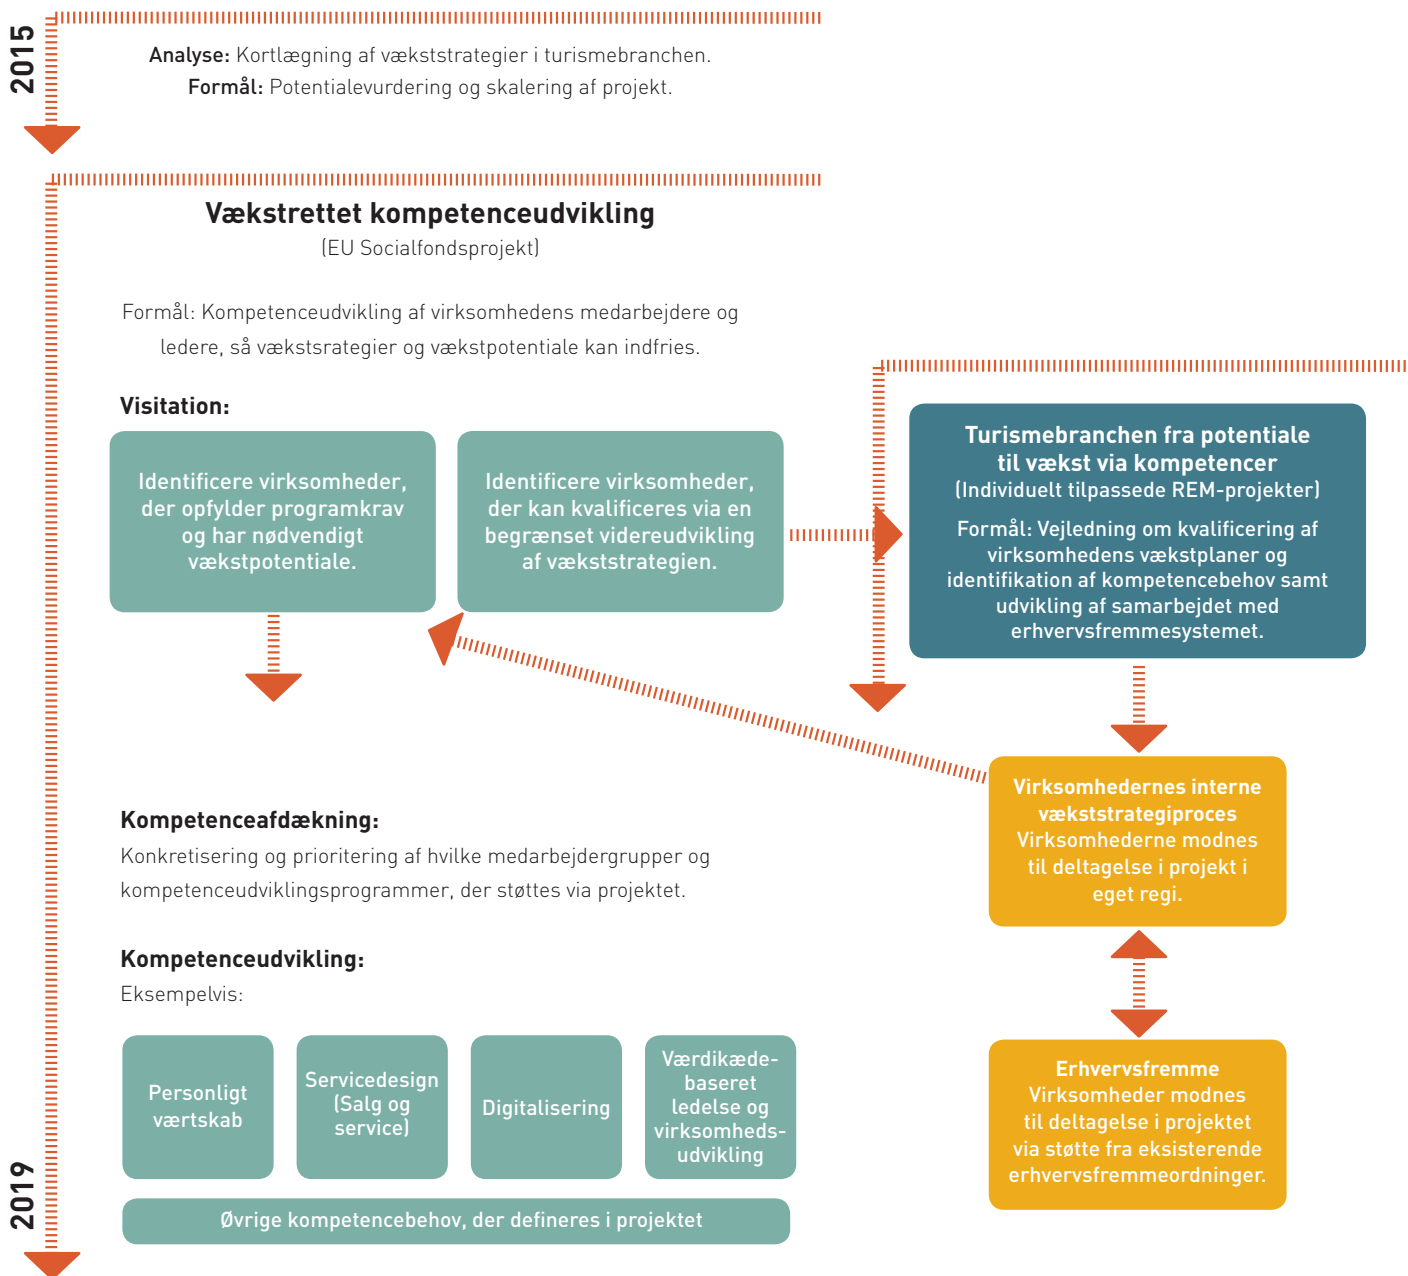 2015
Analyse: Kortlægning af vækststrategier i turismebranchen.
Formål: Potentialevurdering og skalering af projekt.
Vækstrettet kompetenceudvikling
(EU Socialfondsprojekt)
Formål: Kompetenceudvikling af virksomhedens medarbejdere og
ledere, så vækstsrategier og vækstpotentiale kan indfries.
Visitation:
Identificere virksomheder,
der opfylder programkrav
og har nødvendigt
vækstpotentiale.
Identificere virksomheder,
der kan kvalificeres via en
begrænset videreudvikling
af vækststrategien.
Turismebranchen fra potentiale
til vækst via kompetencer
(Individuelt tilpassede REM-projekter)
Formål: Vejledning om kvalificering af
virksomhedens vækstplaner og
identifikation af kompetencebehov samt
udvikling af samarbejdet med
erhvervsfremmesystemet.
Virksomhedernes interne
vækststrategiproces
Virksomhederne modnes
til deltagelse i projekt i
eget regi.
Erhvervsfremme
Virksomheder modnes
til deltagelse i projektet
via støtte fra eksisterende
erhvervsfremmeordninger.
Kompetenceafdækning:
Konkretisering og prioritering af hvilke medarbejdergrupper og
kompetenceudviklingsprogrammer, der støttes via projektet.
Kompetenceudvikling:
Eksempelvis:
Personligt
værtskab
Servicedesign
(Salg og
service)
Digitalisering
Værdikæde-
baseret
ledelse og
virksomheds-
udvikling
Øvrige kompetencebehov, der defineres i projektet
2019